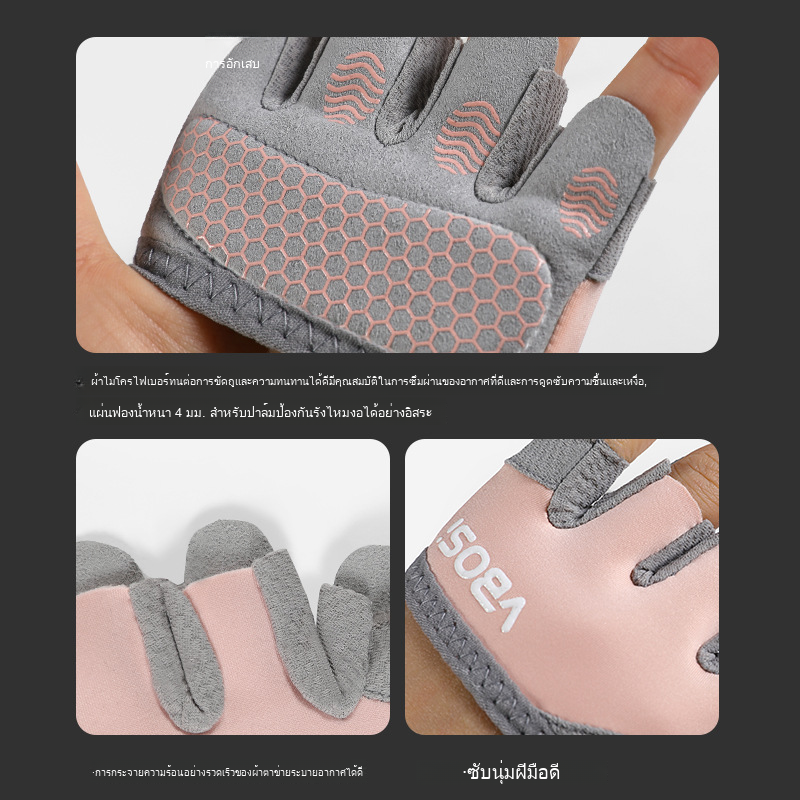 การอักเสบ
ผ้าไมโครไฟเบอร์ทนต่อการขัดถูและความทนทานได้ดีมีคุณสมบัติในการซึมผ่านของอากาศที่ดีและการดูดซับความชื้นและเหงื่อ,
แผ่นฟองน้ำหนา 4 มม. สำหรับปาล์มป้องกันรังไหมงอได้อย่างอิสระ
VBOSI
·การกระจายความร้อนอย่างรวดเร็วของผ้าตาข่ายระบายอากาศได้ดี
·ซับนุ่มฝีมือดี